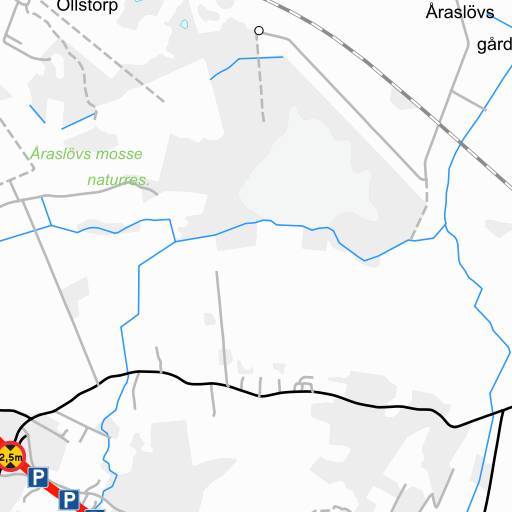 Ollstorp
Åraslövs
gård
Åraslövs mosse
naturres.
2,5m
P
P